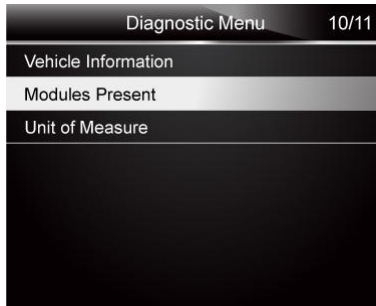 Diagnostic Menu 10/11
Vehicle Information
Modules Present
Unit of Measure